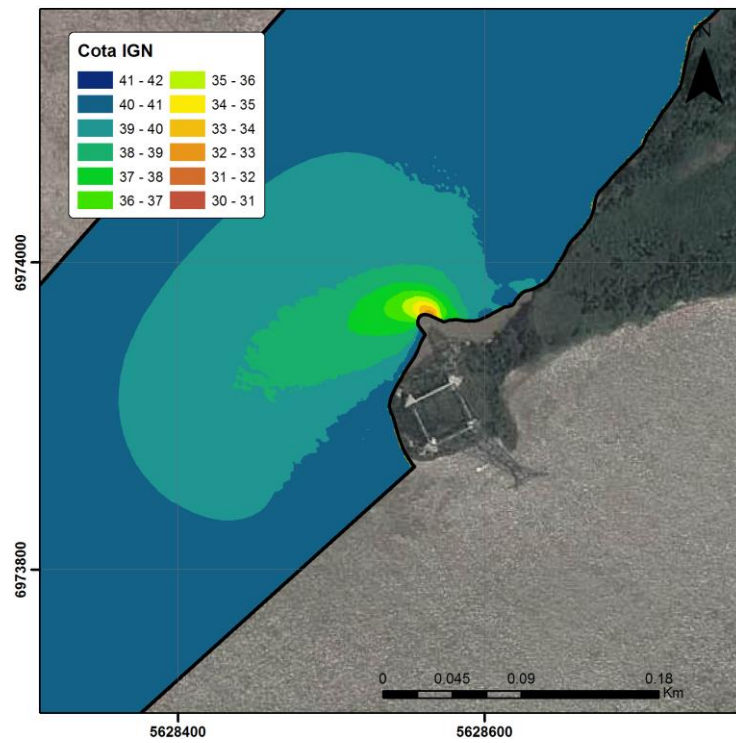 Cota IGN
41 - 42
40 - 41
39 - 40
38 - 39
37 - 38
36 - 37
35 - 36
34 - 35
33 - 34
32 - 33
31 - 32
30 - 31
N
6974000
6973800
0 0.045 0.09 0.18
Km
5628400 5628600